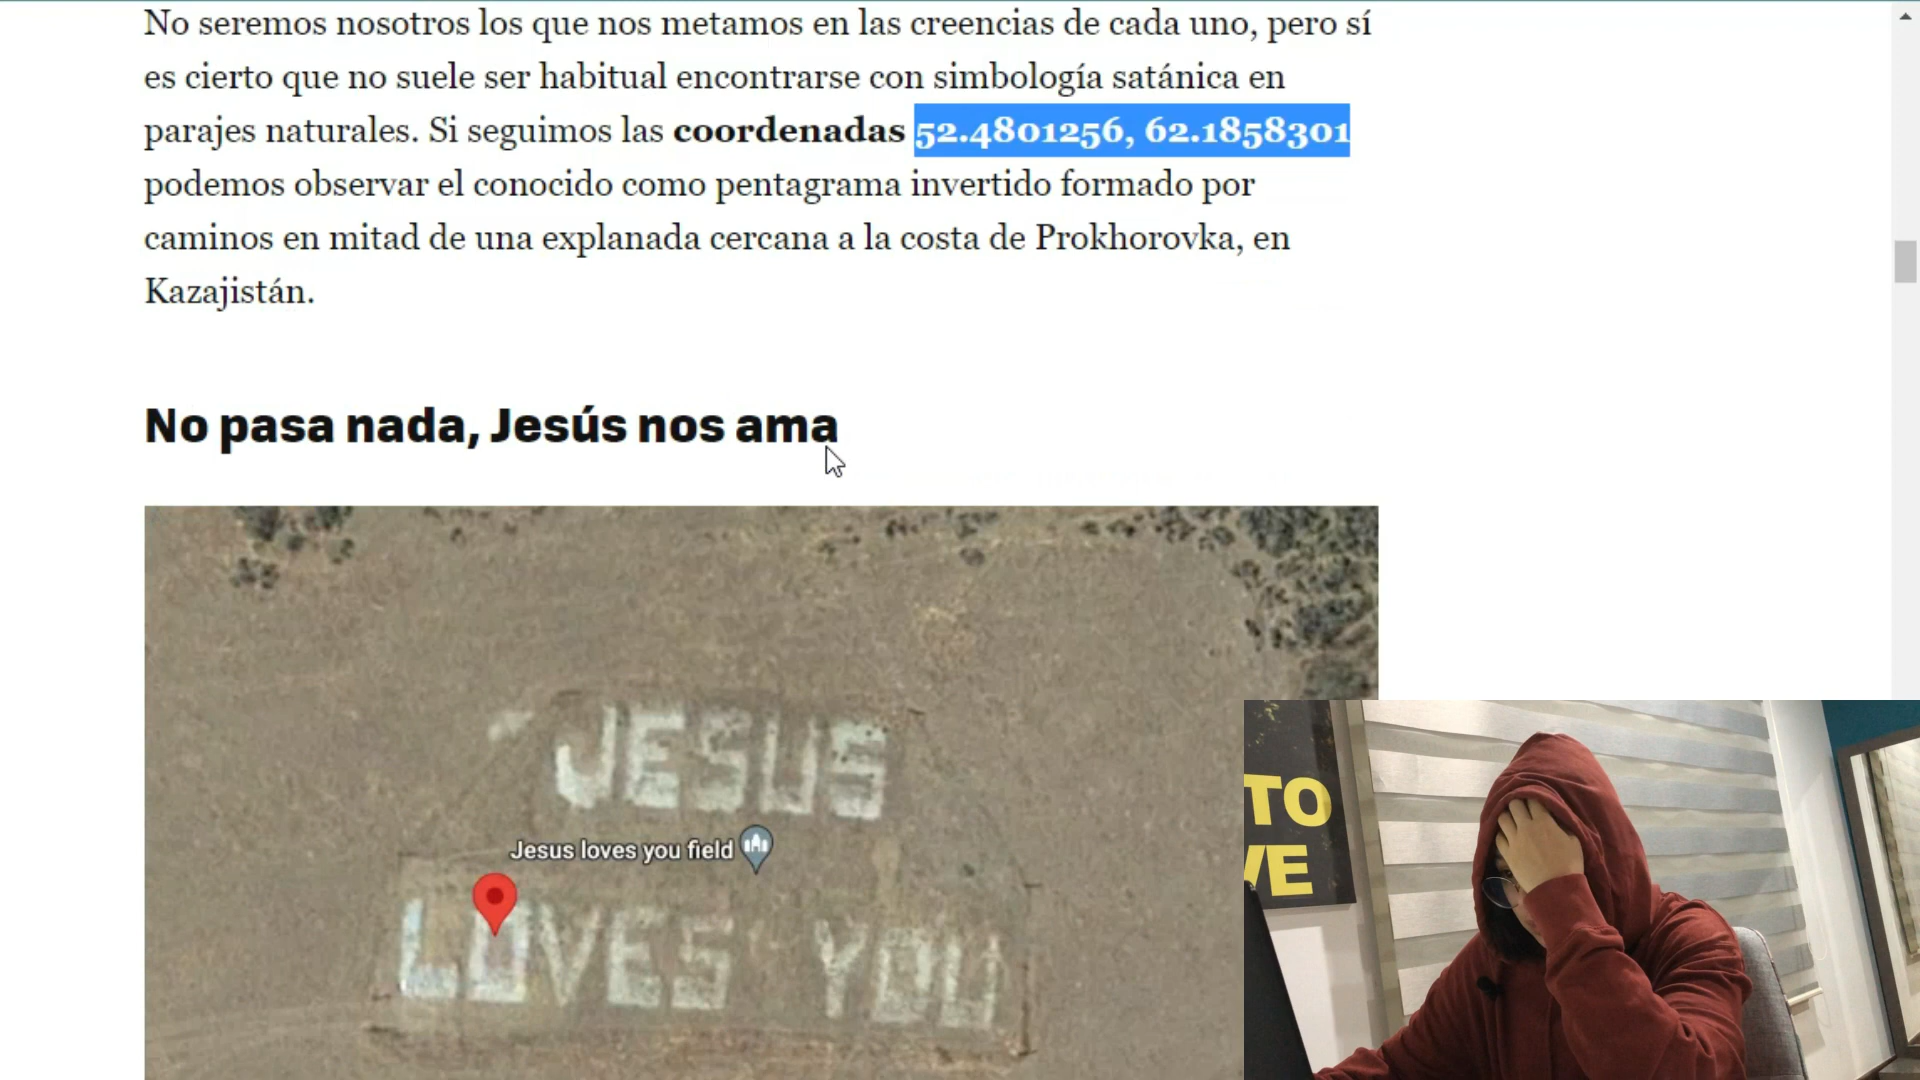 No seremos nosotros los que nos metamos en las creencias de cada uno, pero sí
es cierto que no suele ser habitual encontrarse con simbología satánica en
parajes naturales. Si seguimos las coordenadas 52.4801256, 62.1858301
podemos observar el conocido como pentagrama invertido formado por
caminos en mitad de una explanada cercana a la costa de Prokhorovka, en
Kazajistán.
No pasa nada, Jesús nos ama
JESUS
Jesus loves you field
LOVES YOU
TO
VE